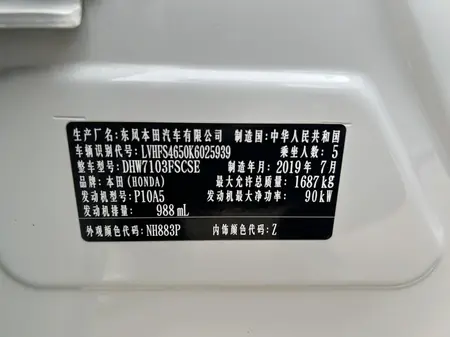 生产厂名:东风本田汽车有限公司 制造国:中华人民共和国
车辆识别代号:LVHFS4650K6025939 乘坐人数:5
整车型号:DHW7103FSCSE 制造年月:2019年 7月
品牌:本田(HONDA) 最大允许总质量:1687kg
发动机型号:P10A5 发动机最大净功率:90kW
发动机排量: 988mL
外观颜色代码:NH883P 内饰颜色代码:Z